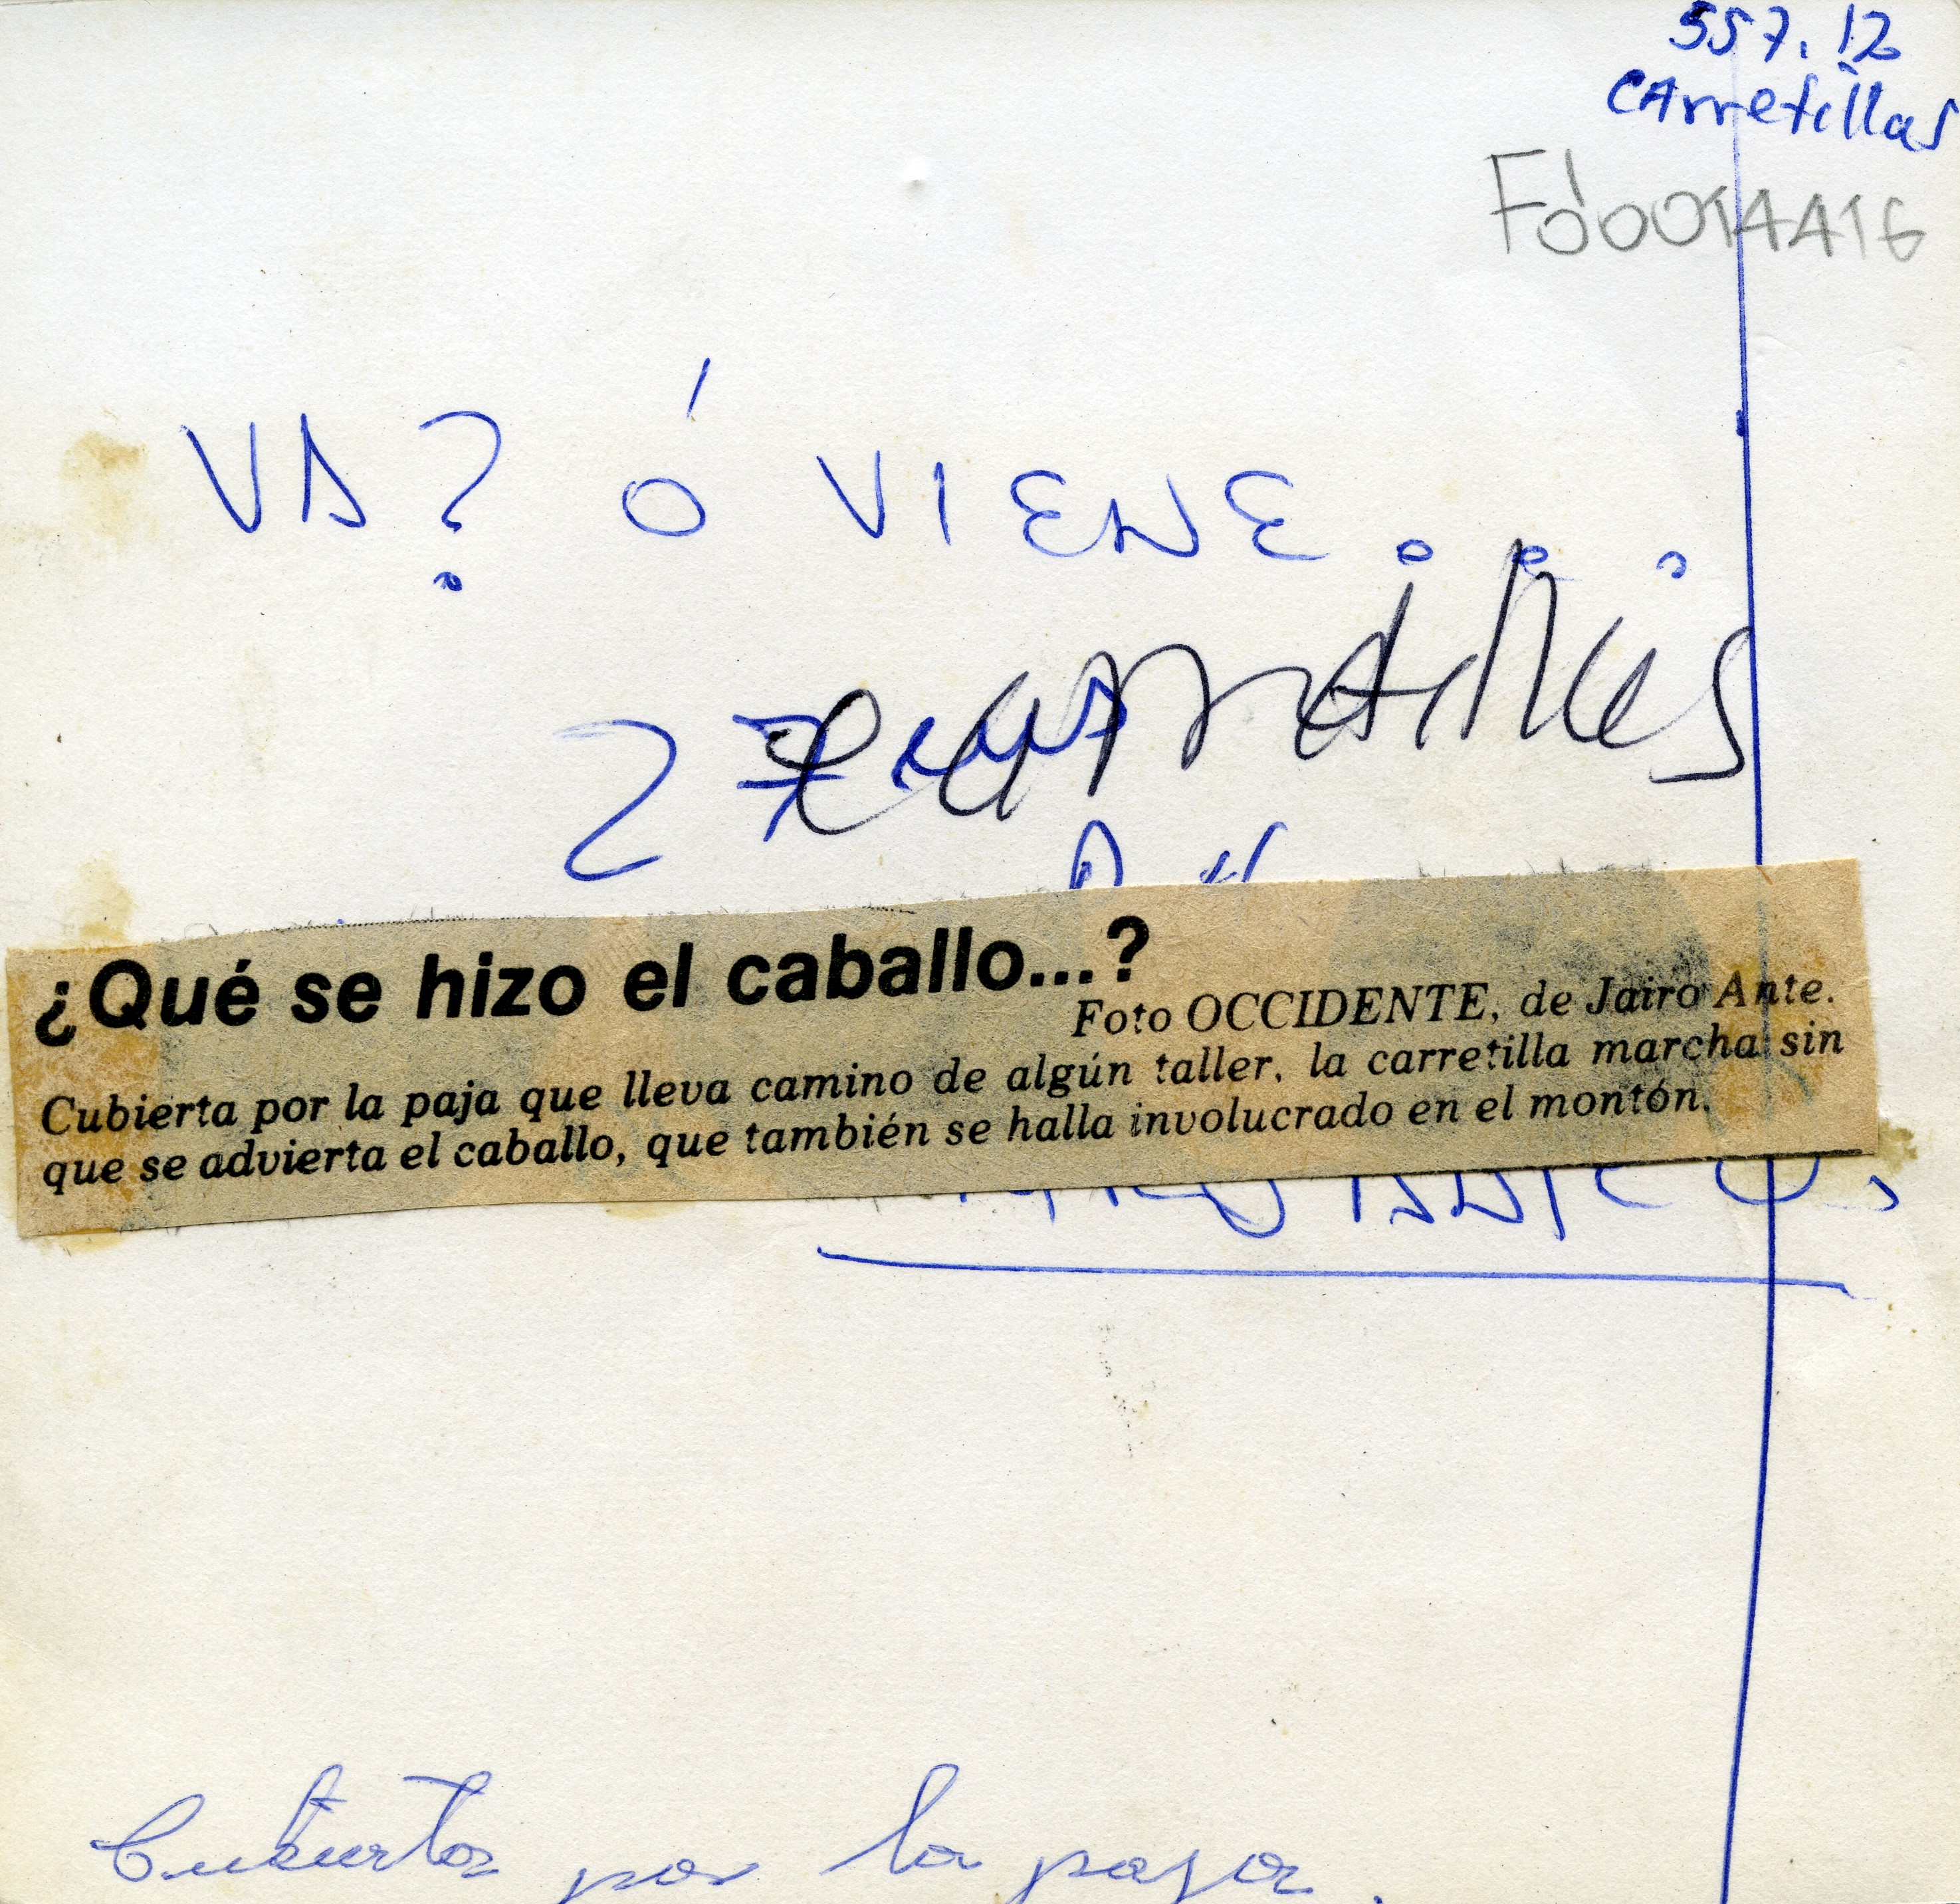 557.12
CArretillas
Fd0014416
VA? Ó VIENE...
Carretillas
¿Qué se hizo el caballo...?
Foto OCCIDENTE, de Jairo Ante.
Cubierta por la paja que lleva camino de algún taller, la carretilla marcha sin
que se advierta el caballo, que también se halla involucrado en el montón.
Cubierta por la paja